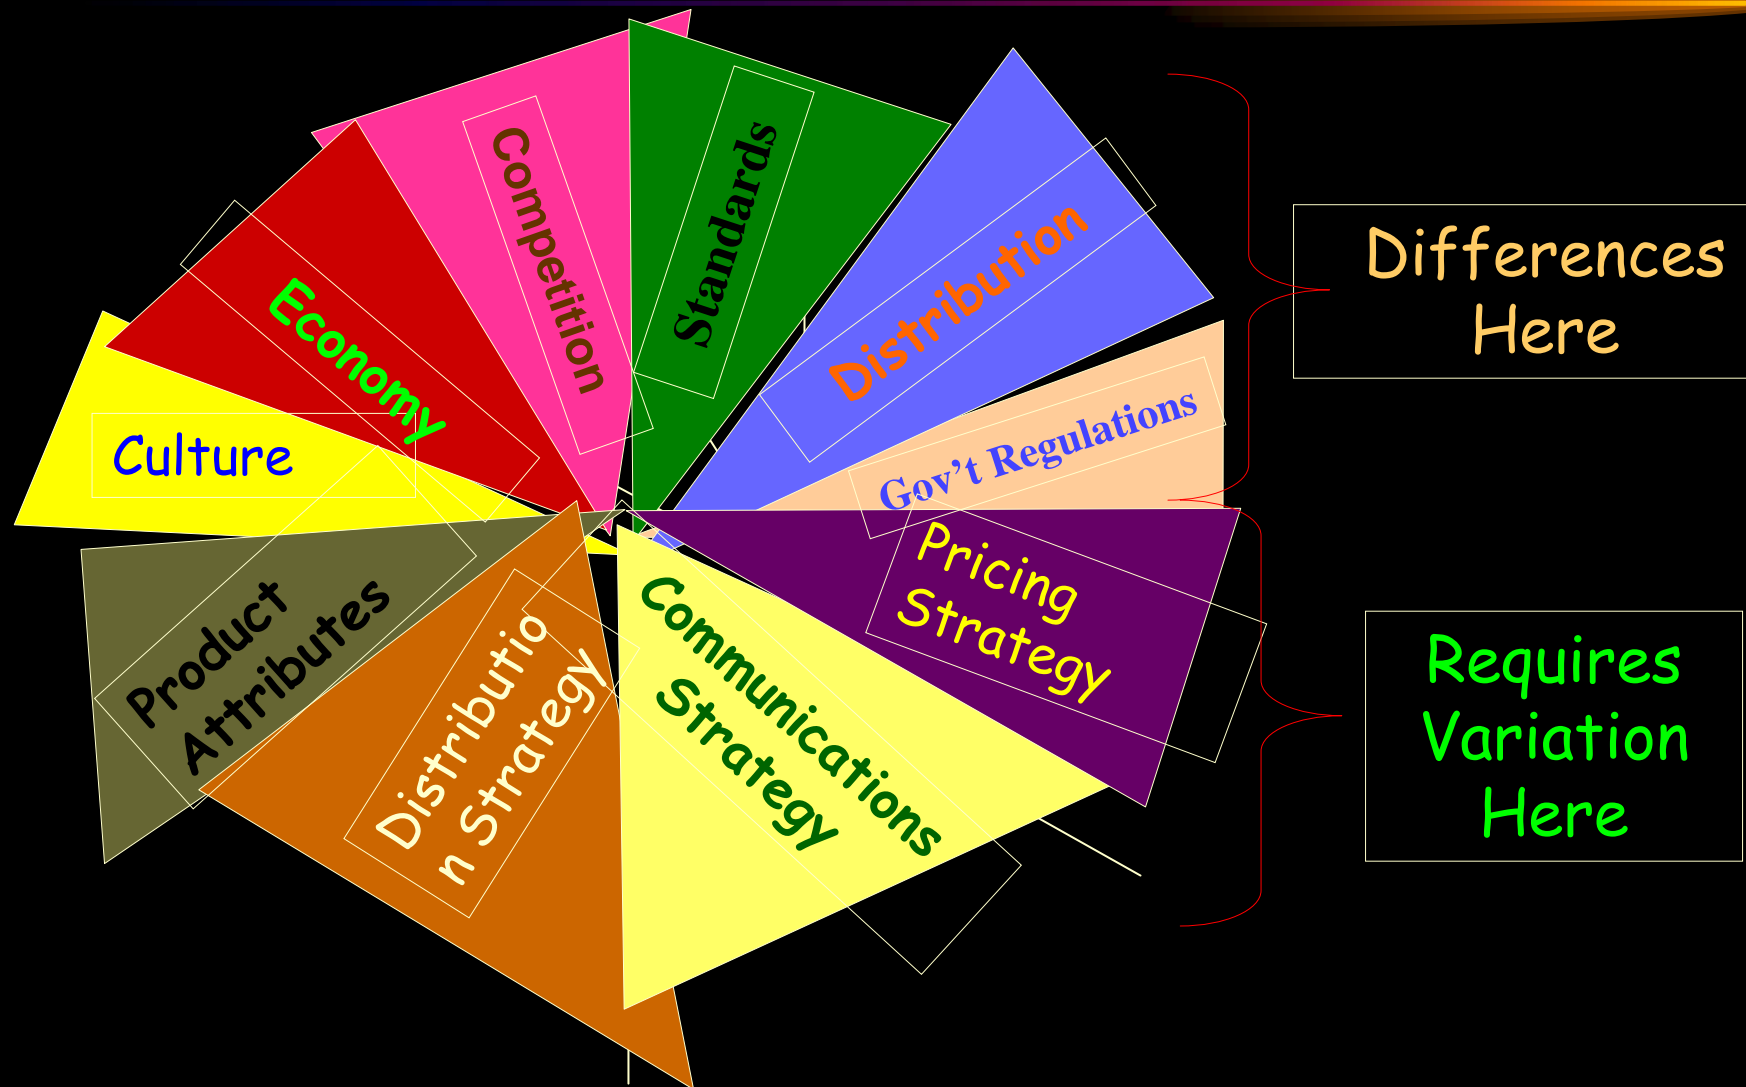 Culture
Economy
Competition
Standards
Distribution
Gov’t Regulations
Differences
Here
Pricing
Strategy
Communications
Strategy
Distributio
n Strategy
Product
Attributes
Requires
Variation
Here